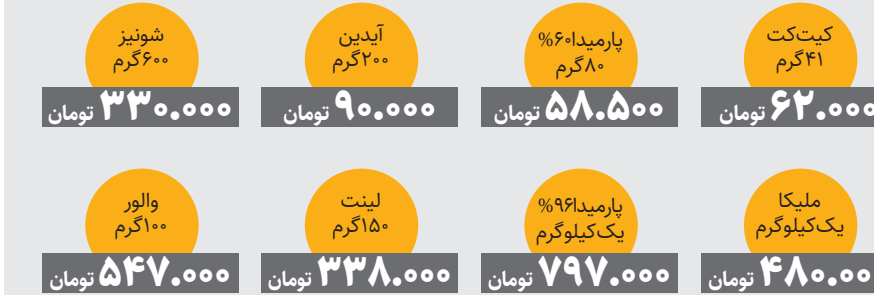 کیت‌کت
۴۱گرم
۶۲.۰۰۰ تومان
پارمیدا۶۰%
۸۰گرم
۵۸.۵۰۰ تومان
آیدین
۲۰۰گرم
۹۰.۰۰۰ تومان
شونیز
۶۰۰گرم
۳۳۰.۰۰۰ تومان
ملیکا
یک‌کیلوگرم
۴۸۰.۰۰ تومان
پارمیدا۹۶%
یک‌کیلوگرم
۷۹۷.۰۰۰ تومان
لینت
۱۵۰گرم
۳۳۸.۰۰۰ تومان
والور
۱۰۰گرم
۵۴۷.۰۰۰ تومان